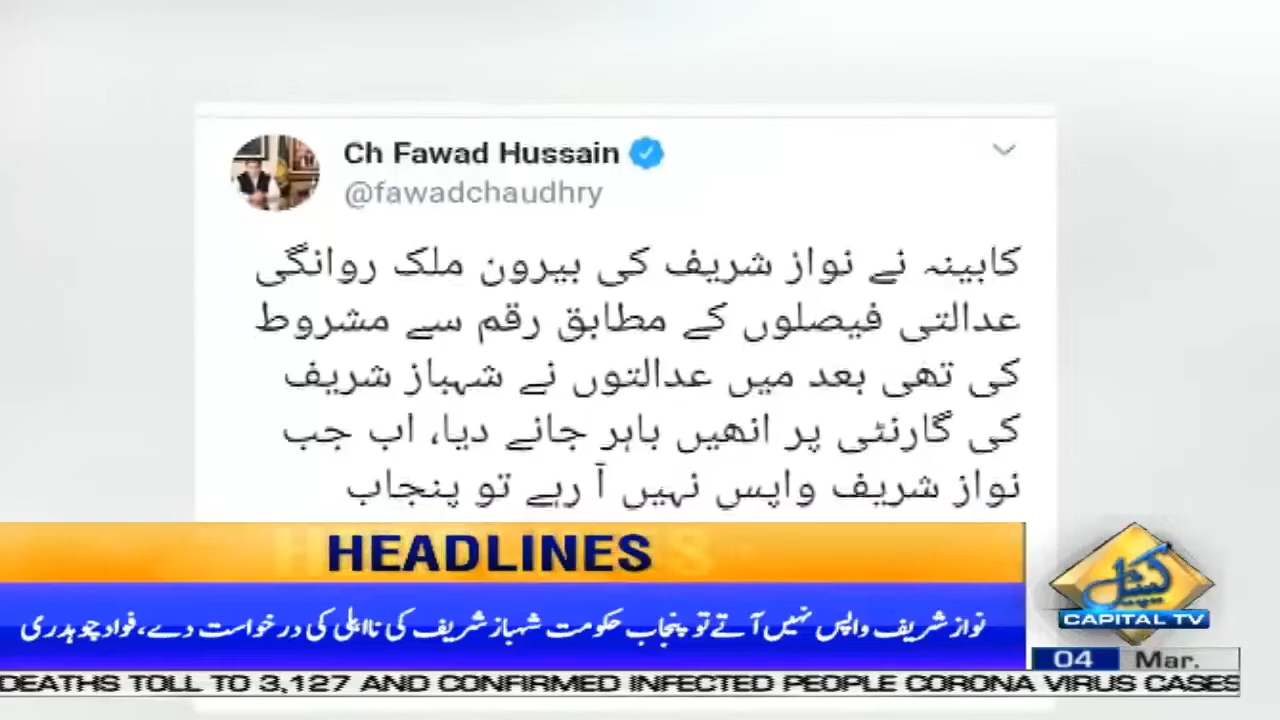 Ch Fawad Hussain
@fawadchaudhry
کابینہ نے نواز شریف کی بیرون ملک روانگی
عدالتی فیصلوں کے مطابق رقم سے مشروط
کی تھی بعد میں عدالتوں نے شہباز شریف
کی گارنٹی پر انھیں باہر جانے دیا، اب جب
نواز شریف واپس نہیں آ رہے تو پنجاب
HEADLINES
نواز شریف واپس نہیں آتے تو پنجاب حکومت شہباز شریف کی نااہلی کی درخواست دے، فواد چوہدری
کیپیٹل
CAPITAL TV
04 Mar.
DEATHS TOLL TO 3,127 AND CONFIRMED INFECTED PEOPLE CORONA VIRUS CASES